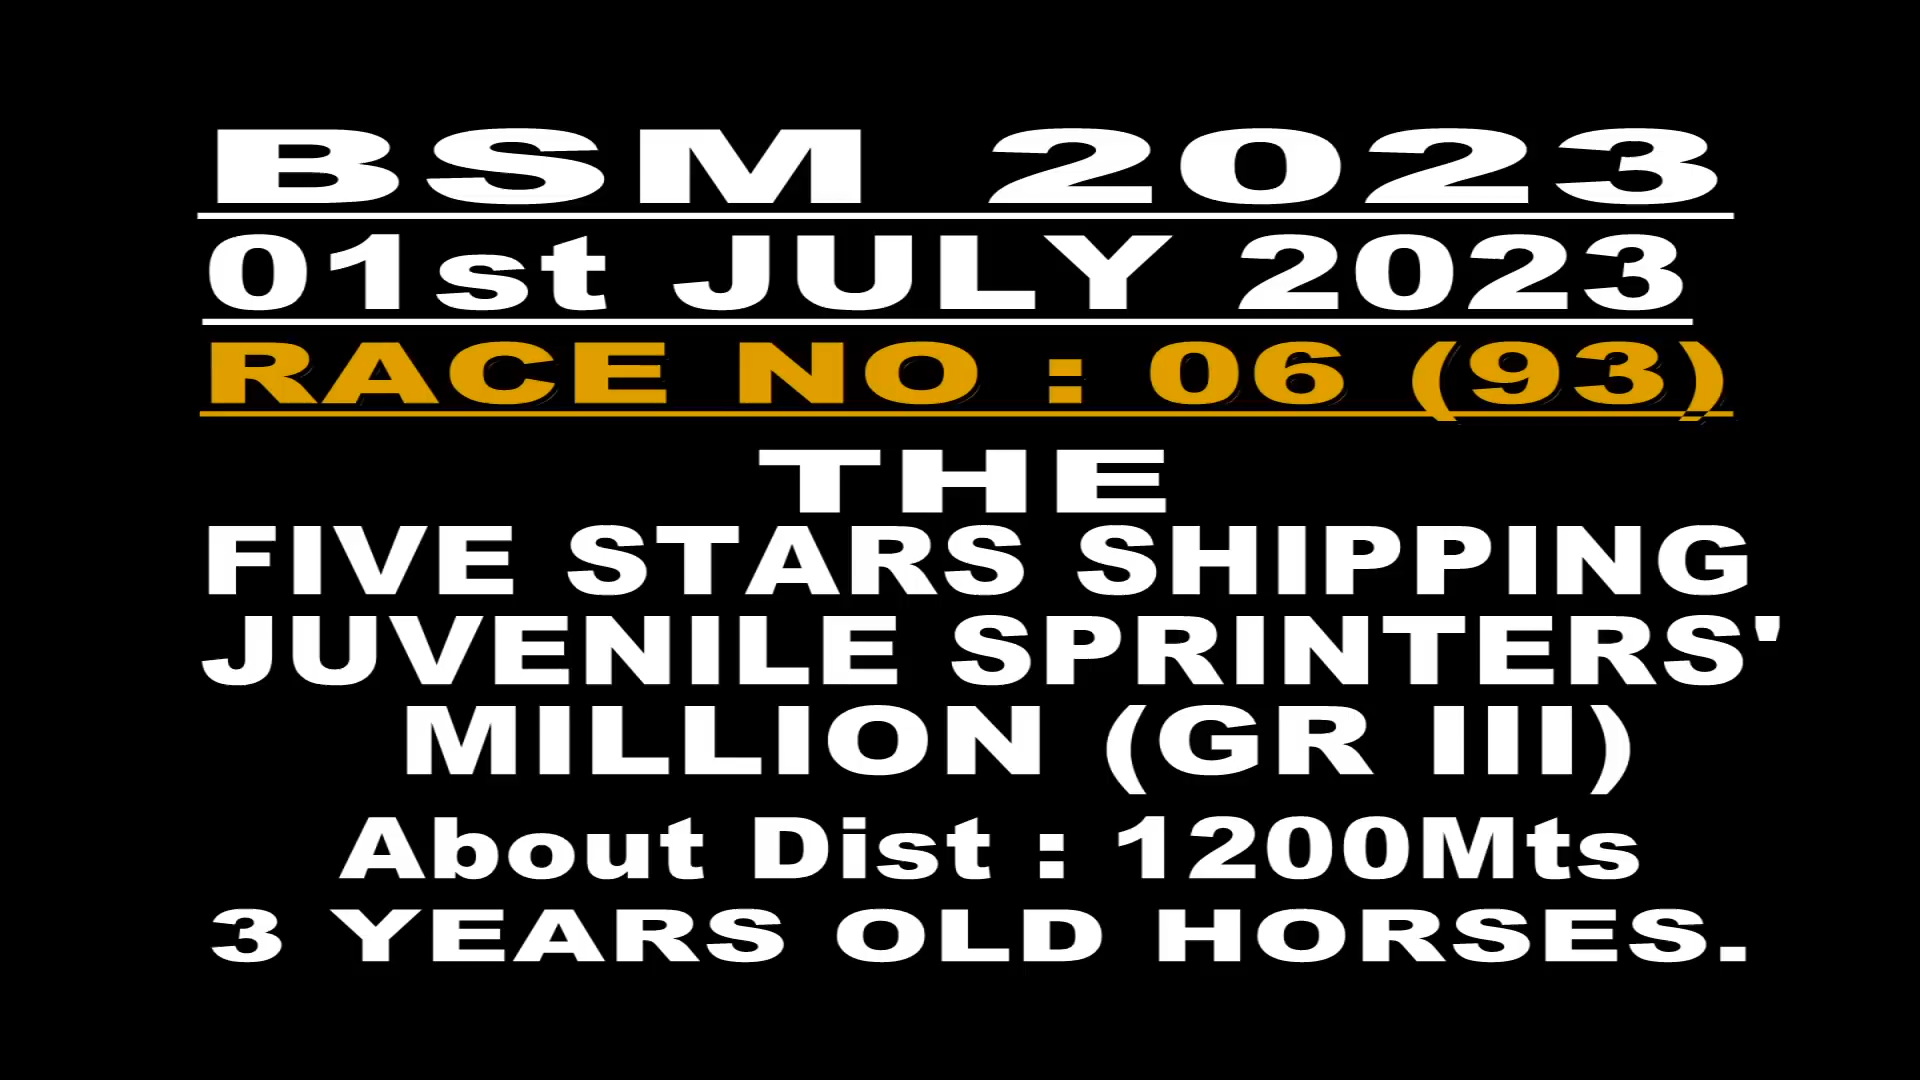 BSM 2023
01st JULY 2023
RACE NO : 06 (93)
THE
FIVE STARS SHIPPING
JUVENILE SPRINTERS'
MILLION (GR III)
About Dist : 1200Mts
3 YEARS OLD HORSES.